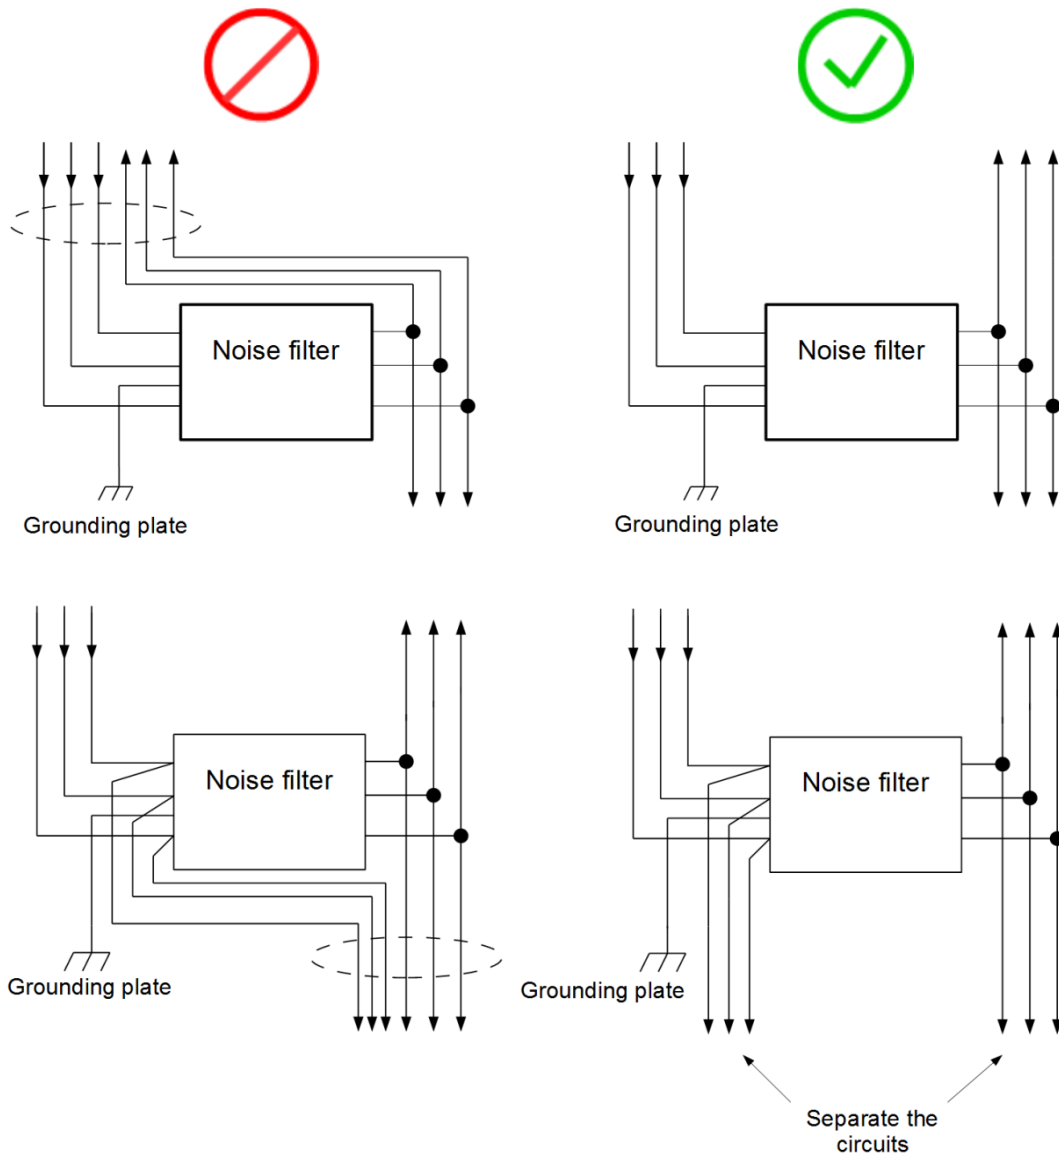 Noise filter
Noise filter
Grounding plate
Grounding plate
Noise filter
Noise filter
Grounding plate
Grounding plate
Separate the
circuits